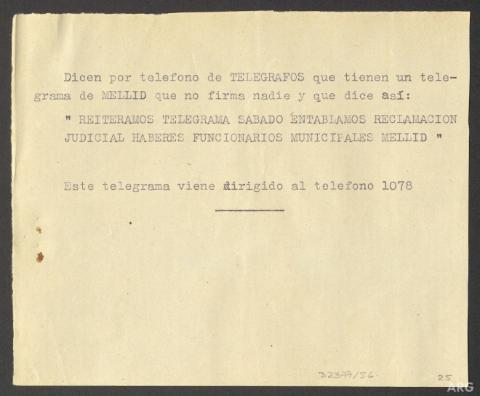 Dicen por telefono de TELEGRAFOS que tienen un tele-
grama de MELLID que no firma nadie y que dice así:
" REITERAMOS TELEGRAMA SABADO ENTABLAMOS RECLAMACION
JUDICIAL HABERES FUNCIONARIOS MUNICIPALES MELLID "
Este telegrama viene dirigido al telefono 1078
32377/56
25
ARG